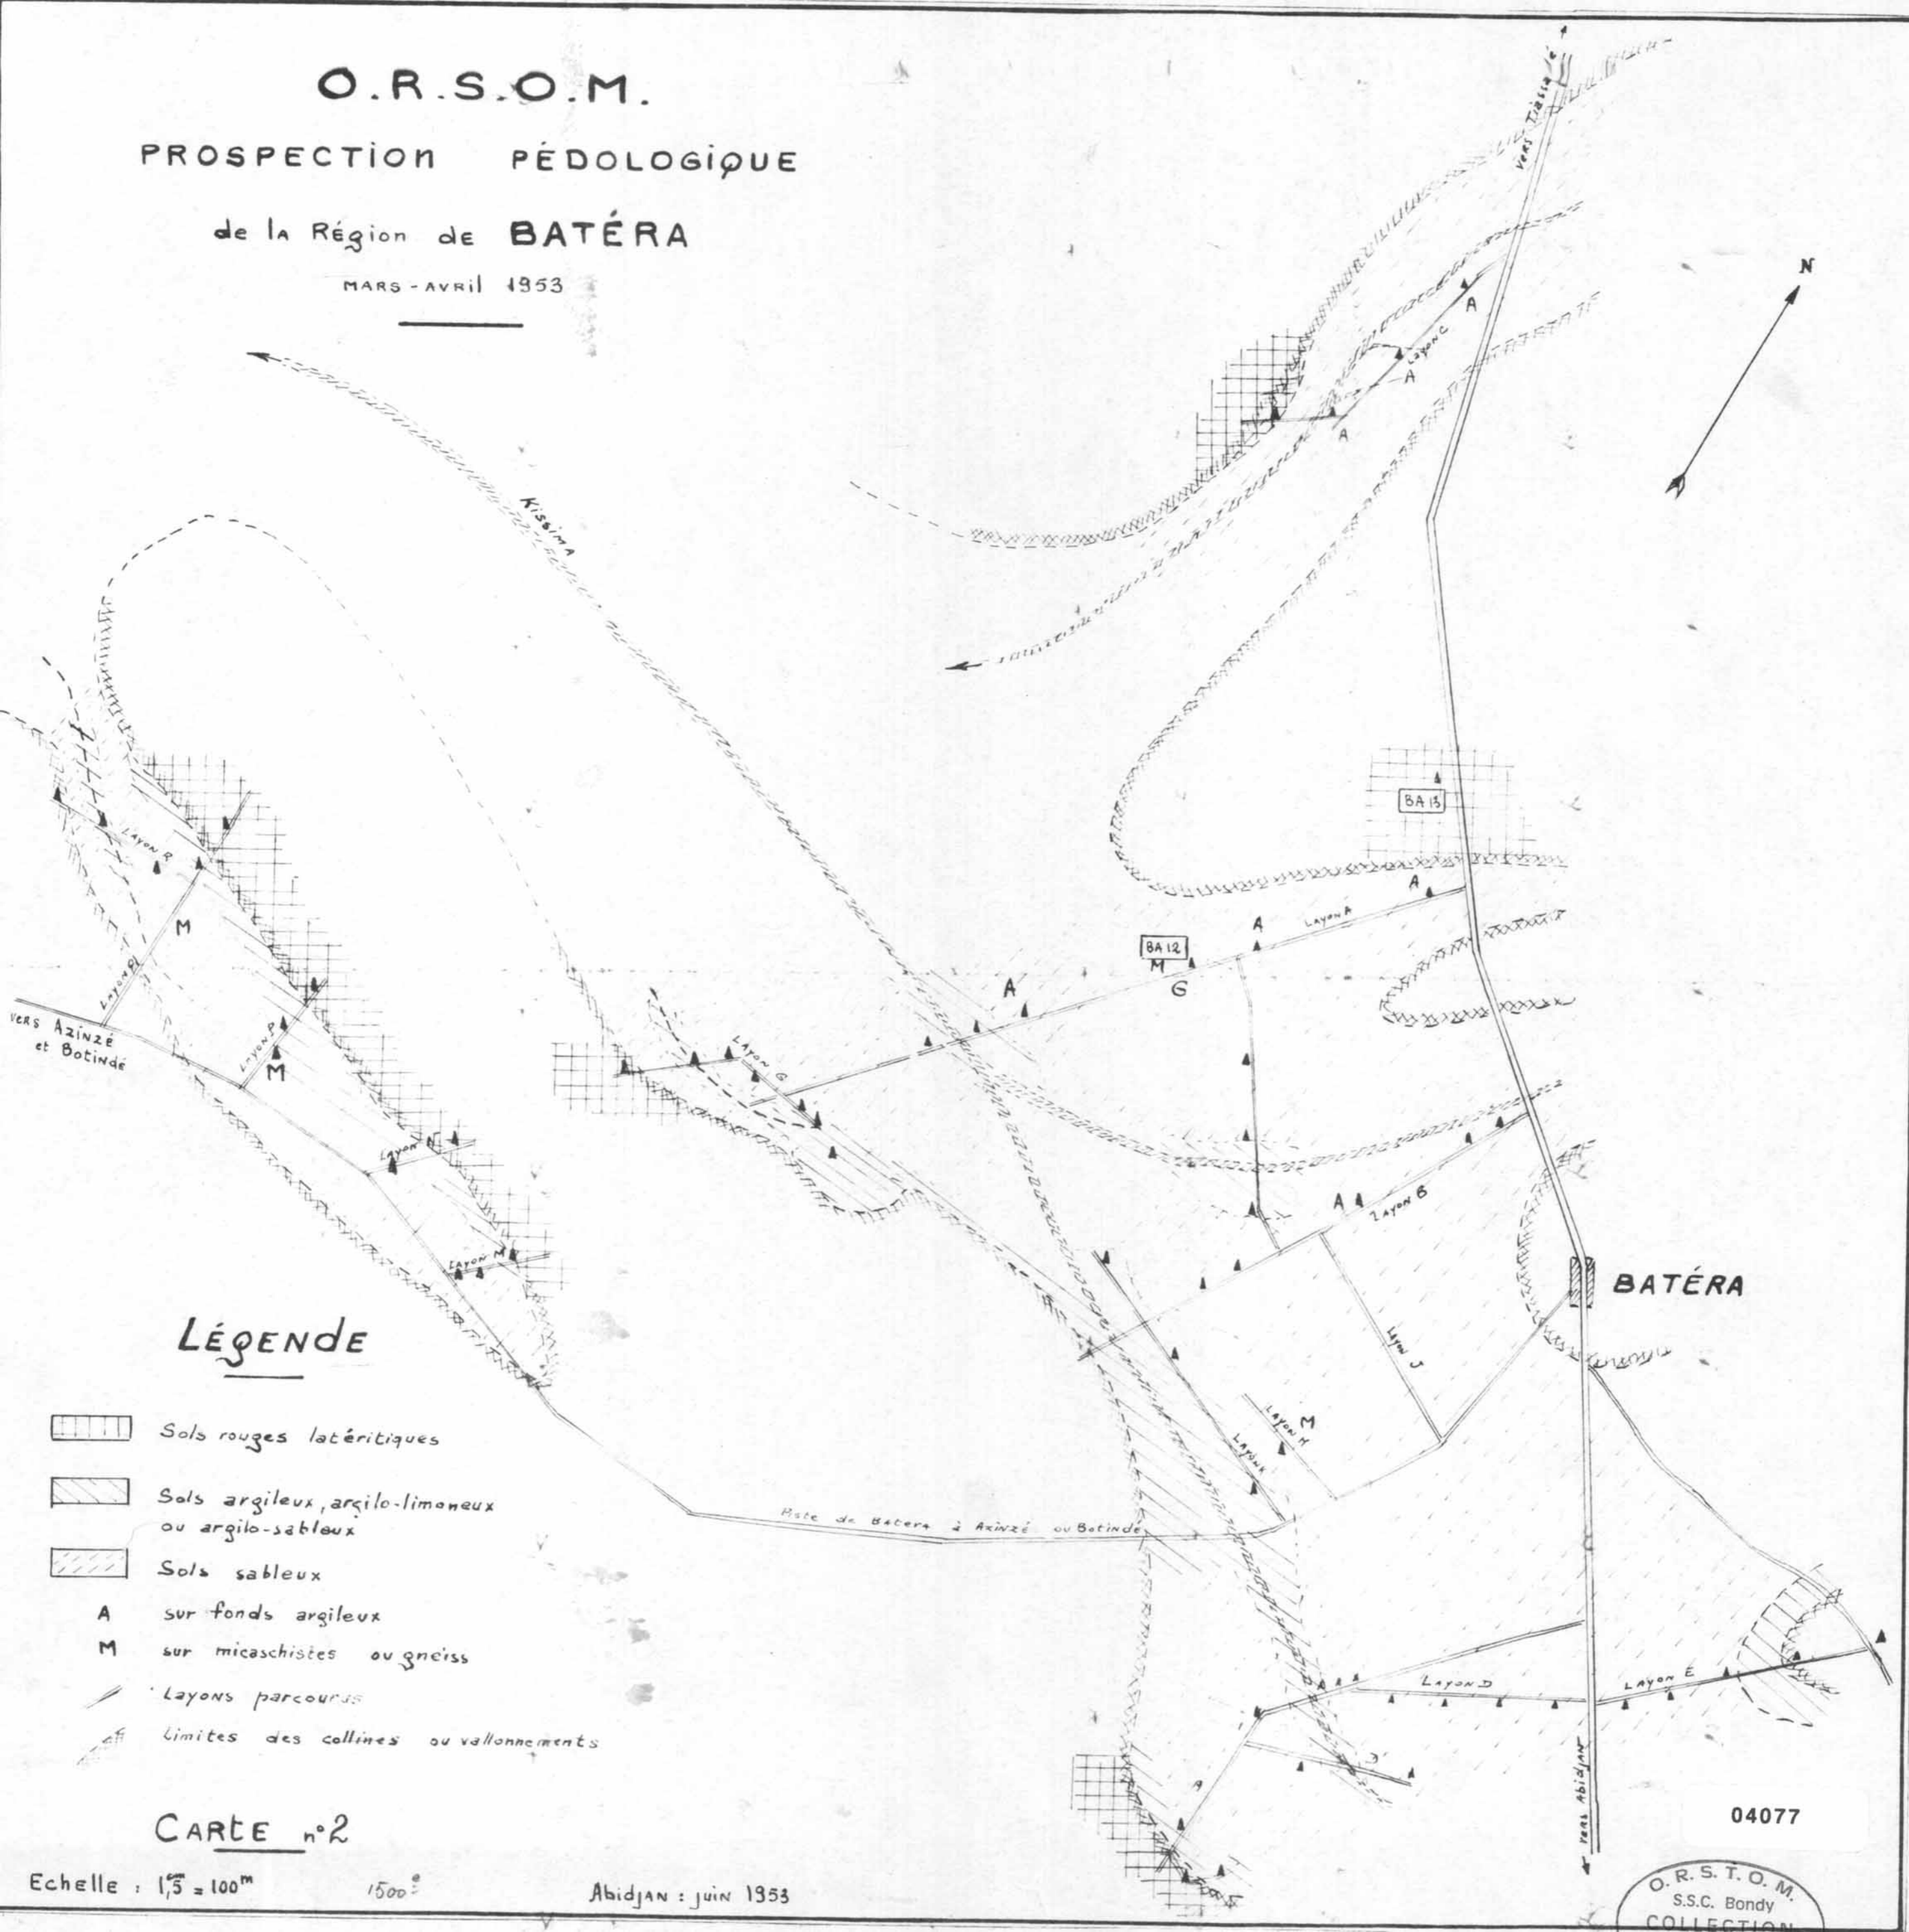 O.R.S.O.M.
PROSPECTION PÉDOLOGIQUE
de la Région de BATÉRA
MARS - AVRIL 1953
vers Tiassalé
N
A
LAYON C
A
A
Kissima
BA 13
A
LAYON A
A
BA 12
M
G
A
LAYON R
M
vers Azinzé
et Botindé
LAYON P
M
LAYON G
LAYON N
LAYON M
A
LAYON B
BATÉRA
LAYON J
LAYON K
LAYON H
M
Piste de Batera à Azinzé ou Botindé
LÉGENDE
Sols rouges latéritiques
Sols argileux, argilo-limoneux
ou argilo-sableux
Sols sableux
A sur fonds argileux
M sur micaschistes ou gneiss
Layons parcourus
Limites des collines ou vallonnements
A
LAYON D
LAYON E
A
vers Abidjan
CARTE n°2
Echelle : 1,5 cm = 100 m
1500e
Abidjan : juin 1953
04077
O.R.S.T.O.M.
S.S.C. Bondy
COLLECTION